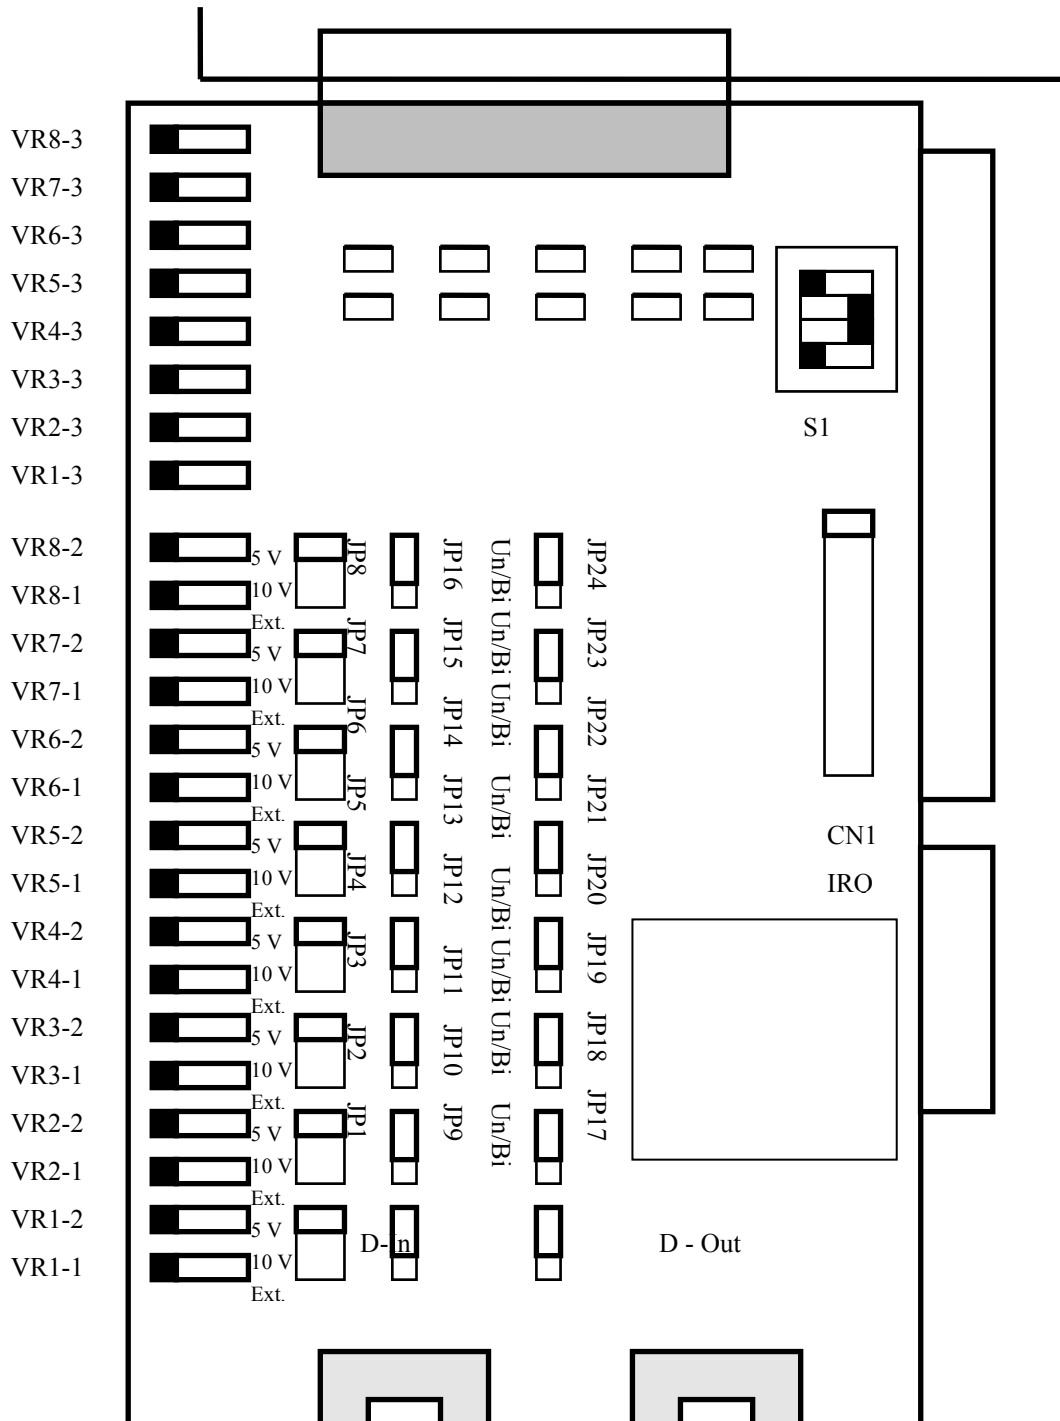 VR8-3
VR7-3
VR6-3
VR5-3
VR4-3
VR3-3
VR2-3
VR1-3
S1
VR8-2
VR8-1
VR7-2
VR7-1
VR6-2
VR6-1
VR5-2
VR5-1
VR4-2
VR4-1
VR3-2
VR3-1
VR2-2
VR2-1
VR1-2
VR1-1
5 V
10 V
Ext.
5 V
10 V
Ext.
5 V
10 V
Ext.
5 V
10 V
Ext.
5 V
10 V
Ext.
5 V
10 V
Ext.
5 V
10 V
Ext.
5 V
10 V
Ext.
JP8
JP7
JP6
JP5
JP4
JP3
JP2
JP1
JP16
JP15
JP14
JP13
JP12
JP11
JP10
JP9
Un/Bi
Un/Bi
Un/Bi
Un/Bi
Un/Bi
Un/Bi
Un/Bi
Un/Bi
JP24
JP23
JP22
JP21
JP20
JP19
JP18
JP17
CN1
IRO
D-In
D - Out